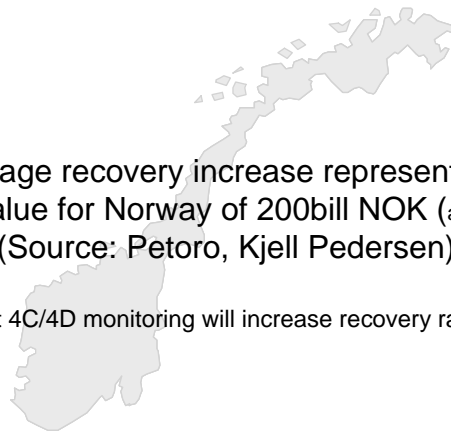 age recovery increase represent
alue for Norway of 200bill NOK (
(Source: Petoro, Kjell Pedersen)
4C/4D monitoring will increase recovery ra